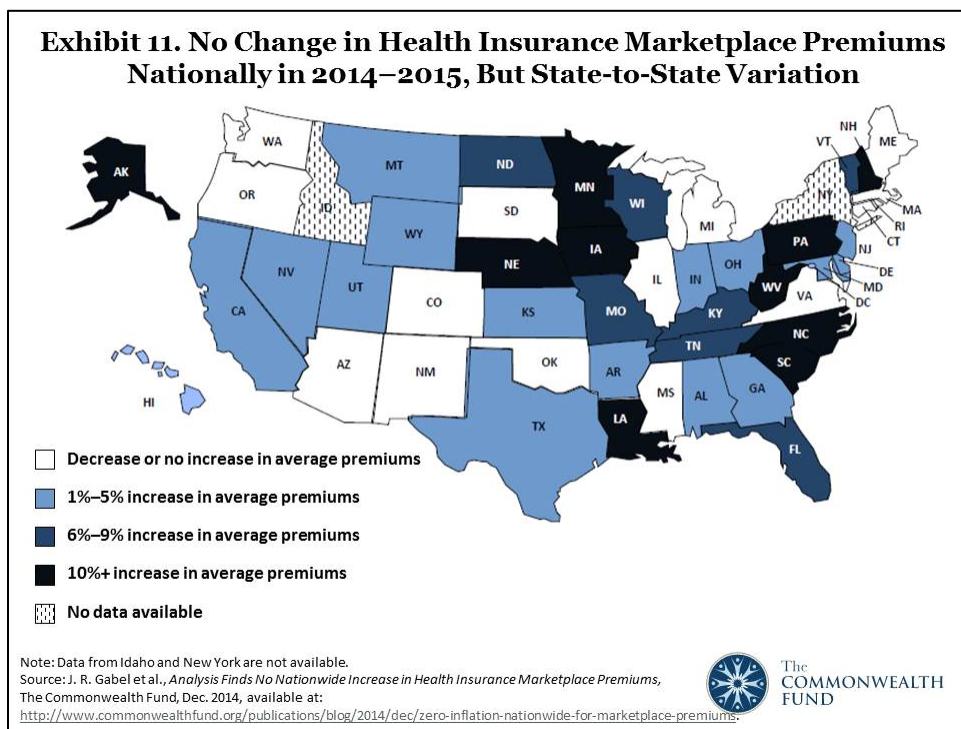 Exhibit 11. No Change in Health Insurance Marketplace Premiums
Nationally in 2014–2015, But State-to-State Variation
NH
VT
ME
WA
AK
MT
ND
MN
OR
ID
NY
WI
SD
MA
MI
RI
WY
CT
PA
IA
NJ
NE
OH
DE
NV
IL
IN
MD
UT
WV
CO
VA
DC
CA
KS
MO
KY
NC
TN
OK
SC
AZ
NM
AR
MS
AL
GA
HI
LA
TX
FL
Decrease or no increase in average premiums
1%–5% increase in average premiums
6%–9% increase in average premiums
10%+ increase in average premiums
No data available
Note: Data from Idaho and New York are not available.
Source: J. R. Gabel et al., Analysis Finds No Nationwide Increase in Health Insurance Marketplace Premiums,
The Commonwealth Fund, Dec. 2014, available at:
http://www.commonwealthfund.org/publications/blog/2014/dec/zero-inflation-nationwide-for-marketplace-premiums.
The
COMMONWEALTH
FUND